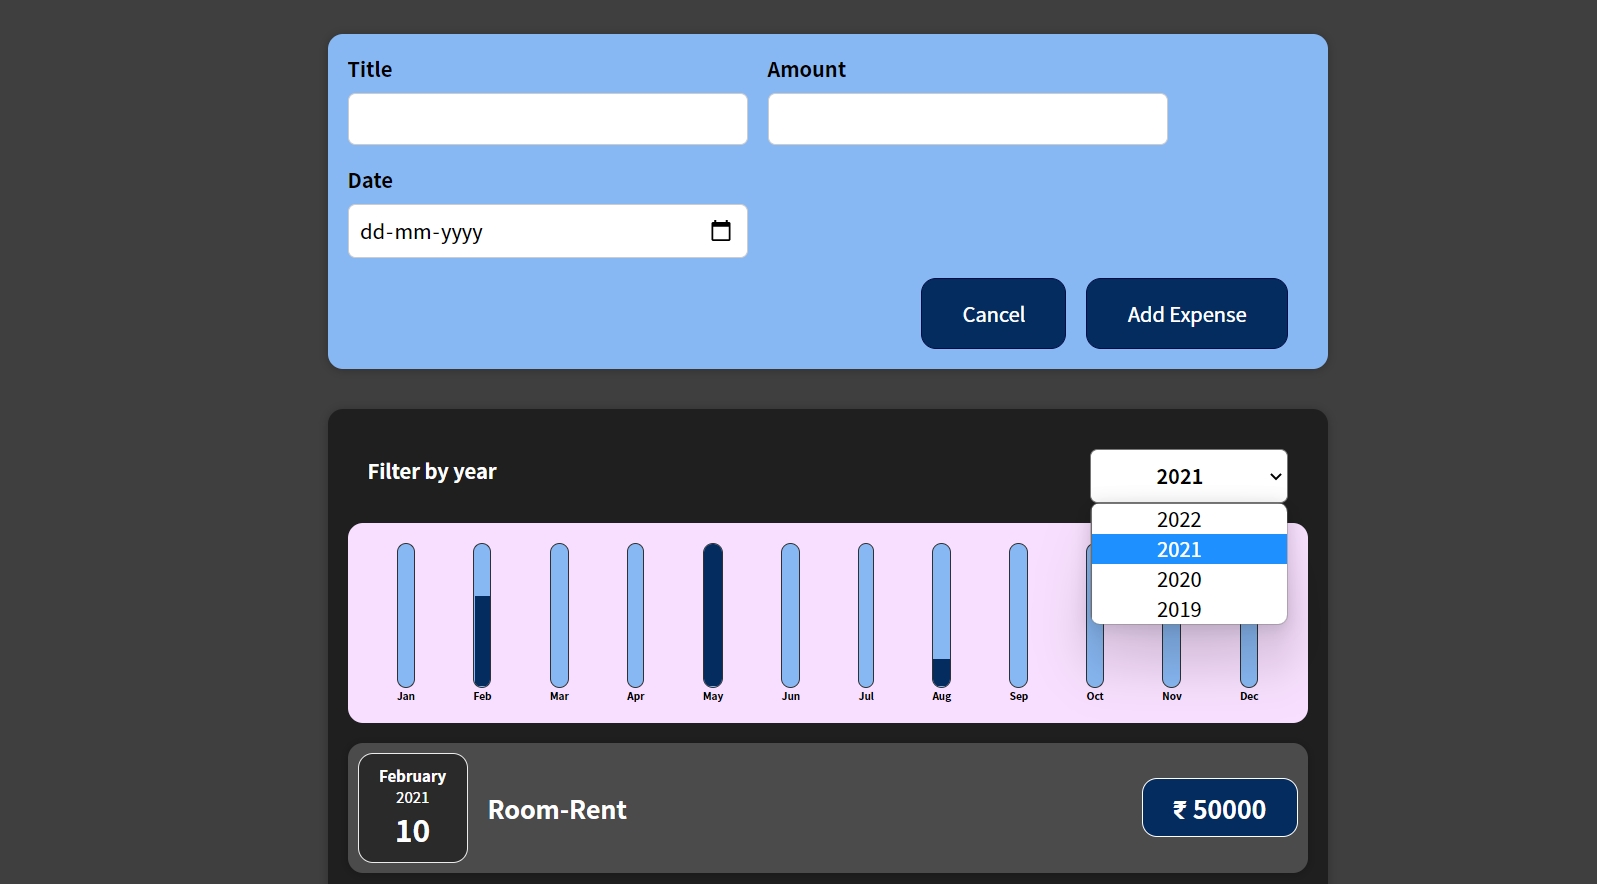 Title
Amount
Date
dd-mm-yyyy
Cancel
Add Expense
Filter by year
2021
2022
2021
2020
2019
Jan
Feb
Mar
Apr
May
Jun
Jul
Aug
Sep
Oct
Nov
Dec
February
2021
10
Room-Rent
₹ 50000